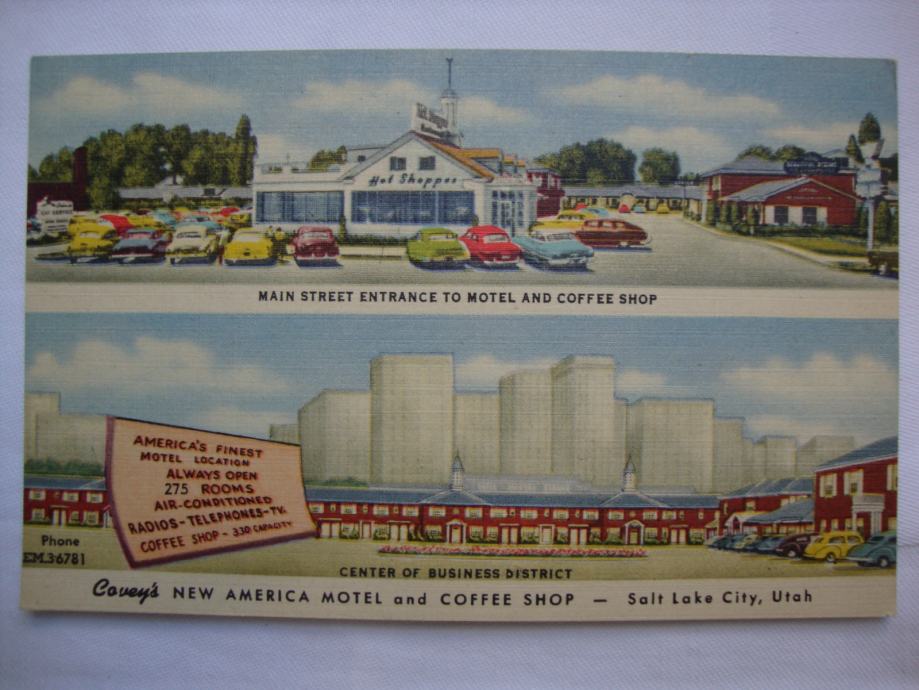 Hot Shoppes
MAIN STREET ENTRANCE TO MOTEL AND COFFEE SHOP
AMERICA'S FINEST
MOTEL LOCATION
ALWAYS OPEN
275 ROOMS
AIR-CONDITIONED
RADIOS-TELEPHONES-TV.
COFFEE SHOP - 330 CAPACITY
Phone
EM.36781
CENTER OF BUSINESS DISTRICT
Covey's NEW AMERICA MOTEL and COFFEE SHOP — Salt Lake City, Utah